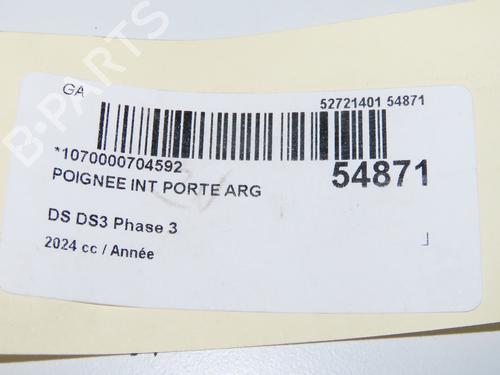 GA
52721401 54871
*1070000704592
54871
POIGNEE INT PORTE ARG
DS DS3 Phase 3
2024 cc / Année
B-PARTS